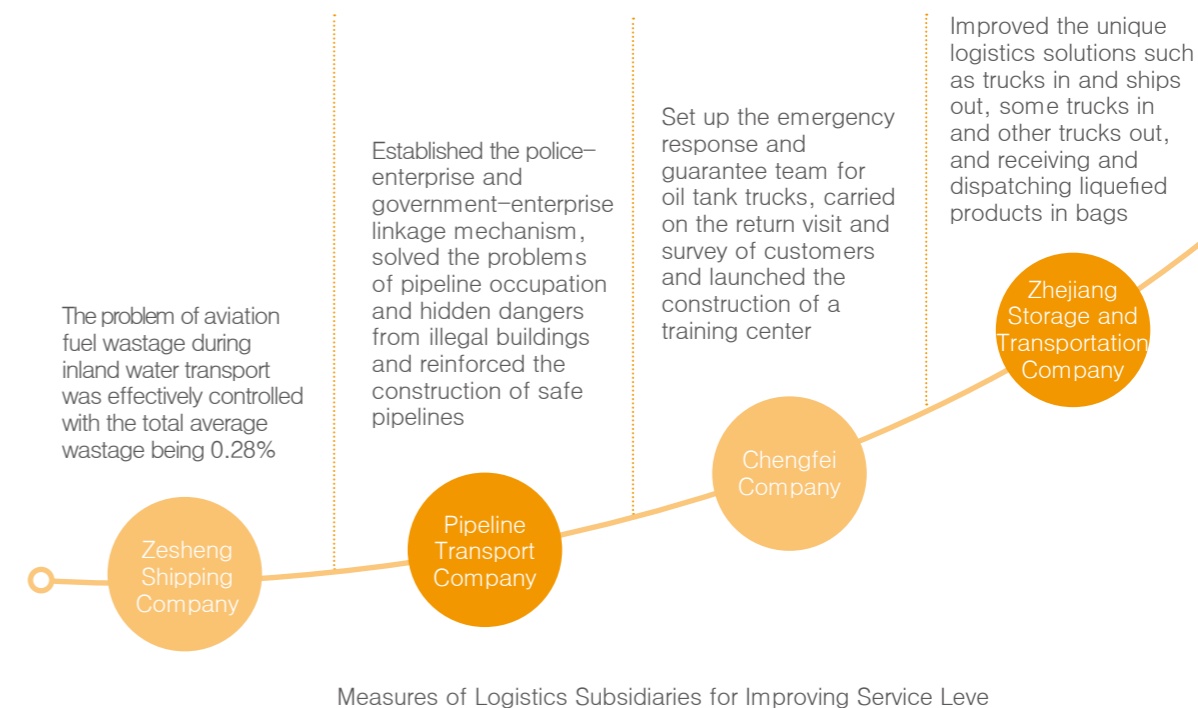 The problem of aviation
fuel wastage during
inland water transport
was effectively controlled
with the total average
wastage being 0.28%
Zesheng
Shipping
Company
Established the police-
enterprise and
government-enterprise
linkage mechanism,
solved the problems
of pipeline occupation
and hidden dangers
from illegal buildings
and reinforced the
construction of safe
pipelines
Pipeline
Transport
Company
Set up the emergency
response and
guarantee team for
oil tank trucks, carried
on the return visit and
survey of customers
and launched the
construction of a
training center
Chengfei
Company
Improved the unique
logistics solutions such
as trucks in and ships
out, some trucks in
and other trucks out,
and receiving and
dispatching liquefied
products in bags
Zhejiang
Storage and
Transportation
Company
Measures of Logistics Subsidiaries for Improving Service Leve